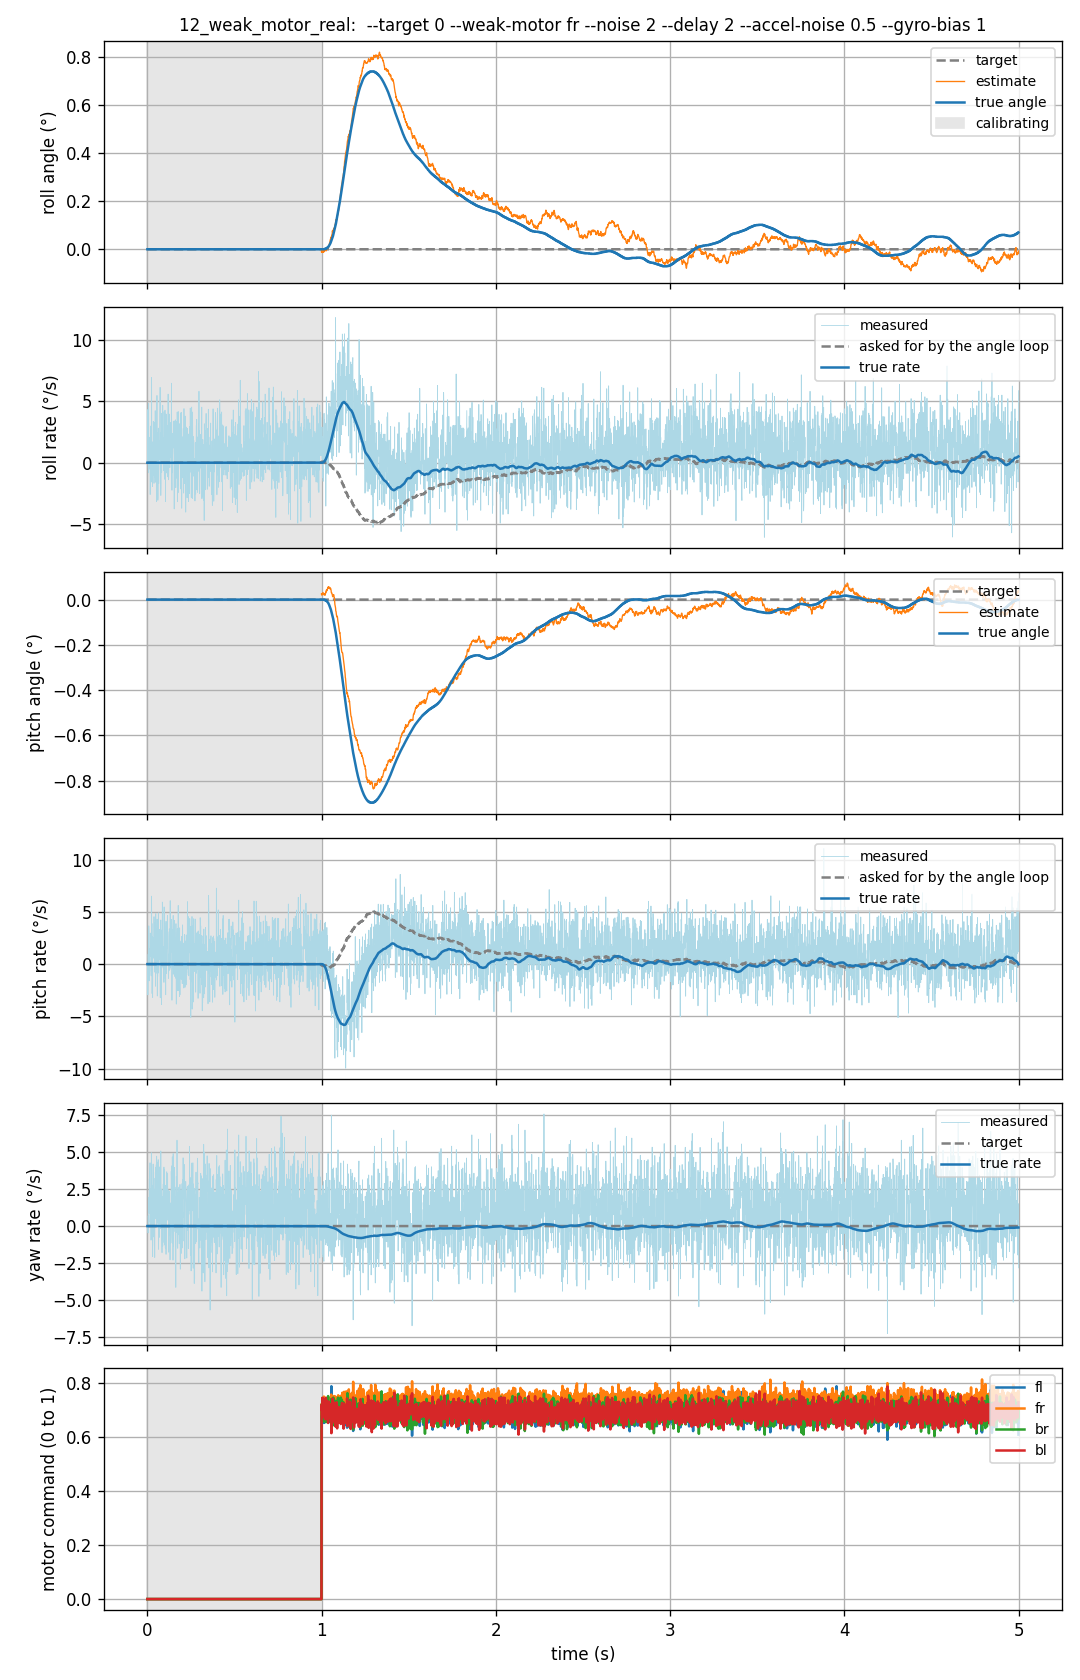 12_weak_motor_real:  --target 0 --weak-motor fr --noise 2 --delay 2 --accel-noise 0.5 --gyro-bias 1
roll angle (°)
0.8
0.6
0.4
0.2
0.0
target
estimate
true angle
calibrating
roll rate (°/s)
10
5
0
−5
measured
asked for by the angle loop
true rate
pitch angle (°)
0.0
−0.2
−0.4
−0.6
−0.8
target
estimate
true angle
pitch rate (°/s)
10
5
0
−5
−10
measured
asked for by the angle loop
true rate
yaw rate (°/s)
7.5
5.0
2.5
0.0
−2.5
−5.0
−7.5
measured
target
true rate
motor command (0 to 1)
0.8
0.6
0.4
0.2
0.0
fl
fr
br
bl
0 1 2 3 4 5
time (s)